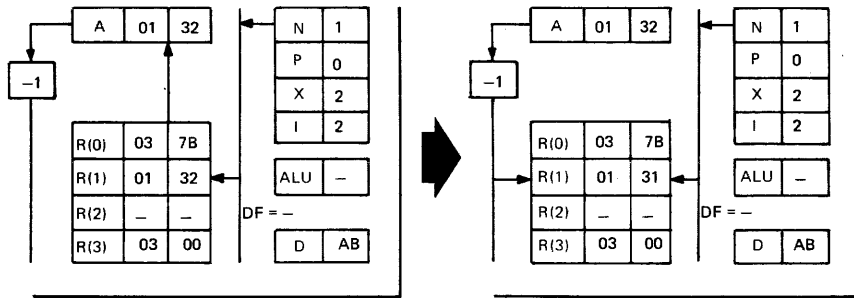 A 01 32
N 1
P 0
X 2
I 2
−1
R(0) 03 7B
R(1) 01 32
R(2) – –
R(3) 03 00
ALU –
DF = –
D AB
A 01 32
N 1
P 0
X 2
I 2
−1
R(0) 03 7B
R(1) 01 31
R(2) – –
R(3) 03 00
ALU –
DF = –
D AB